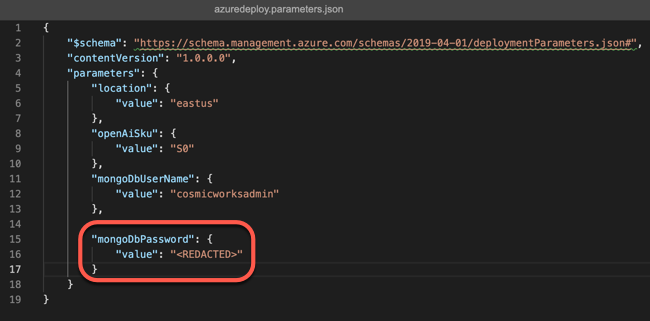 azuredeploy.parameters.json
1 {
2 "$schema": "https://schema.management.azure.com/schemas/2019-04-01/deploymentParameters.json#",
3 "contentVersion": "1.0.0.0",
4 "parameters": {
5 "location": {
6 "value": "eastus"
7 },
8 "openAiSku": {
9 "value": "S0"
10 },
11 "mongoDbUserName": {
12 "value": "cosmicworksadmin"
13 },
14
15 "mongoDbPassword": {
16 "value": "<REDACTED>"
17 }
18 }
19 }